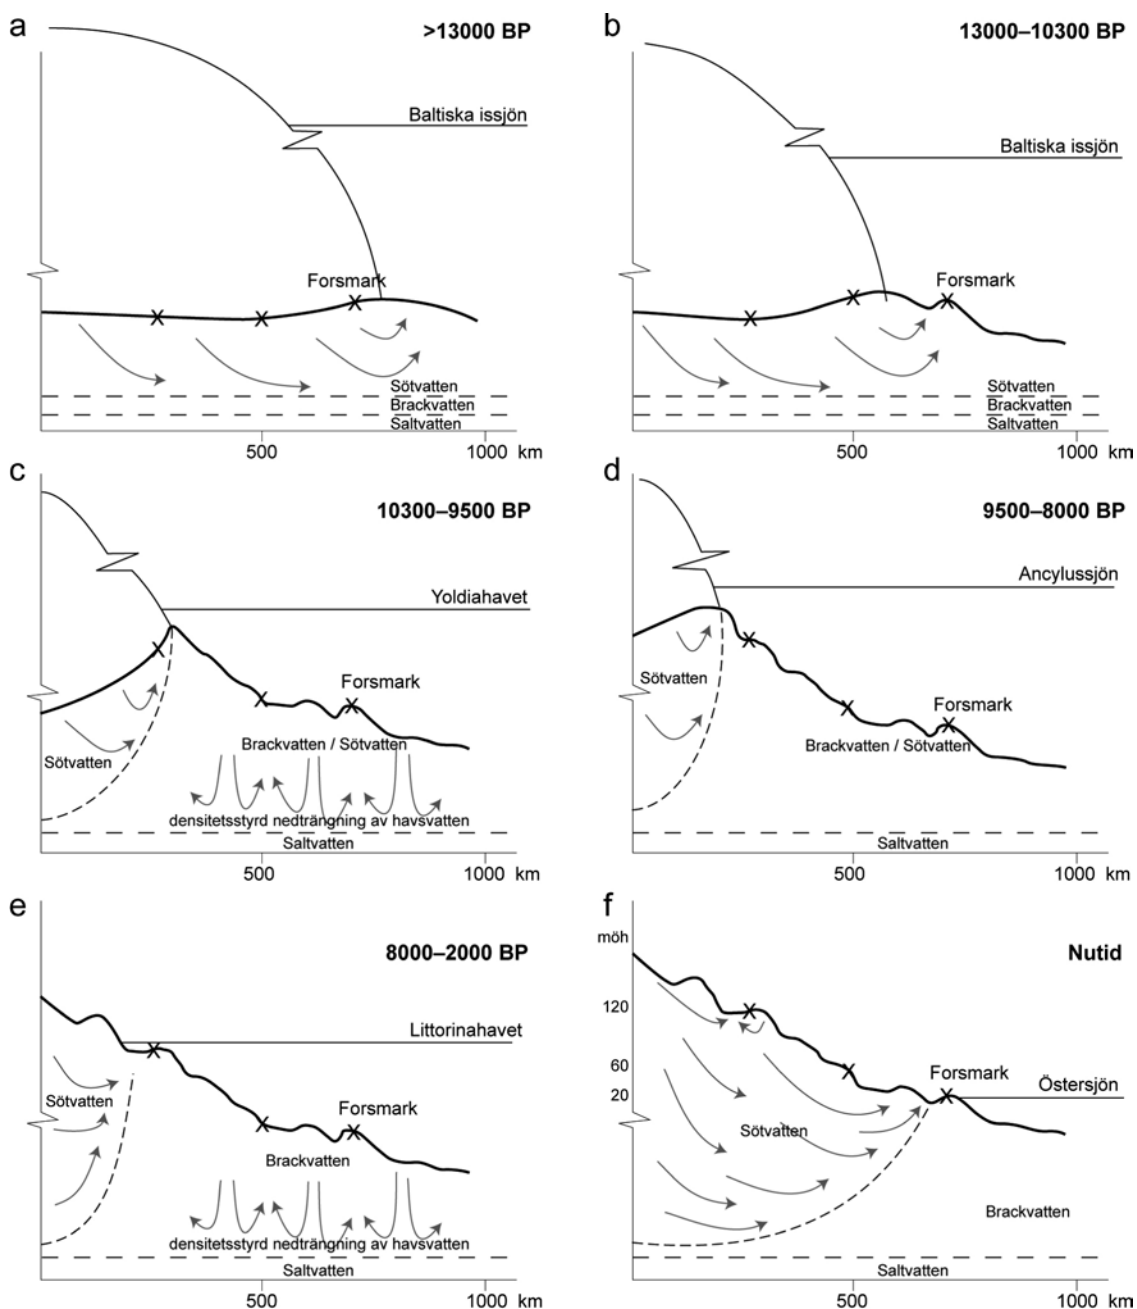 a
>13000 BP
Baltiska issjön
Forsmark
Sötvatten
Brackvatten
Saltvatten
500
1000 km
b
13000–10300 BP
Baltiska issjön
Forsmark
Sötvatten
Brackvatten
Saltvatten
500
1000 km
c
10300–9500 BP
Yoldiahavet
Forsmark
Brackvatten / Sötvatten
Sötvatten
densitetsstyrd nedträngning av havsvatten
Saltvatten
500
1000 km
d
9500–8000 BP
Ancylussjön
Sötvatten
Forsmark
Brackvatten / Sötvatten
Saltvatten
500
1000 km
e
8000–2000 BP
Littorinahavet
Sötvatten
Forsmark
Brackvatten
densitetsstyrd nedträngning av havsvatten
Saltvatten
500
1000 km
f
möh
Nutid
120
60
20
Forsmark
Östersjön
Sötvatten
Brackvatten
Saltvatten
500
1000 km